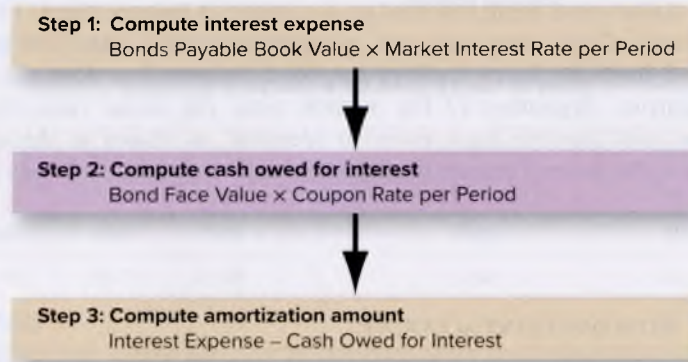 Step 1: Compute interest expense
Bonds Payable Book Value × Market Interest Rate per Period
Step 2: Compute cash owed for interest
Bond Face Value × Coupon Rate per Period
Step 3: Compute amortization amount
Interest Expense – Cash Owed for Interest